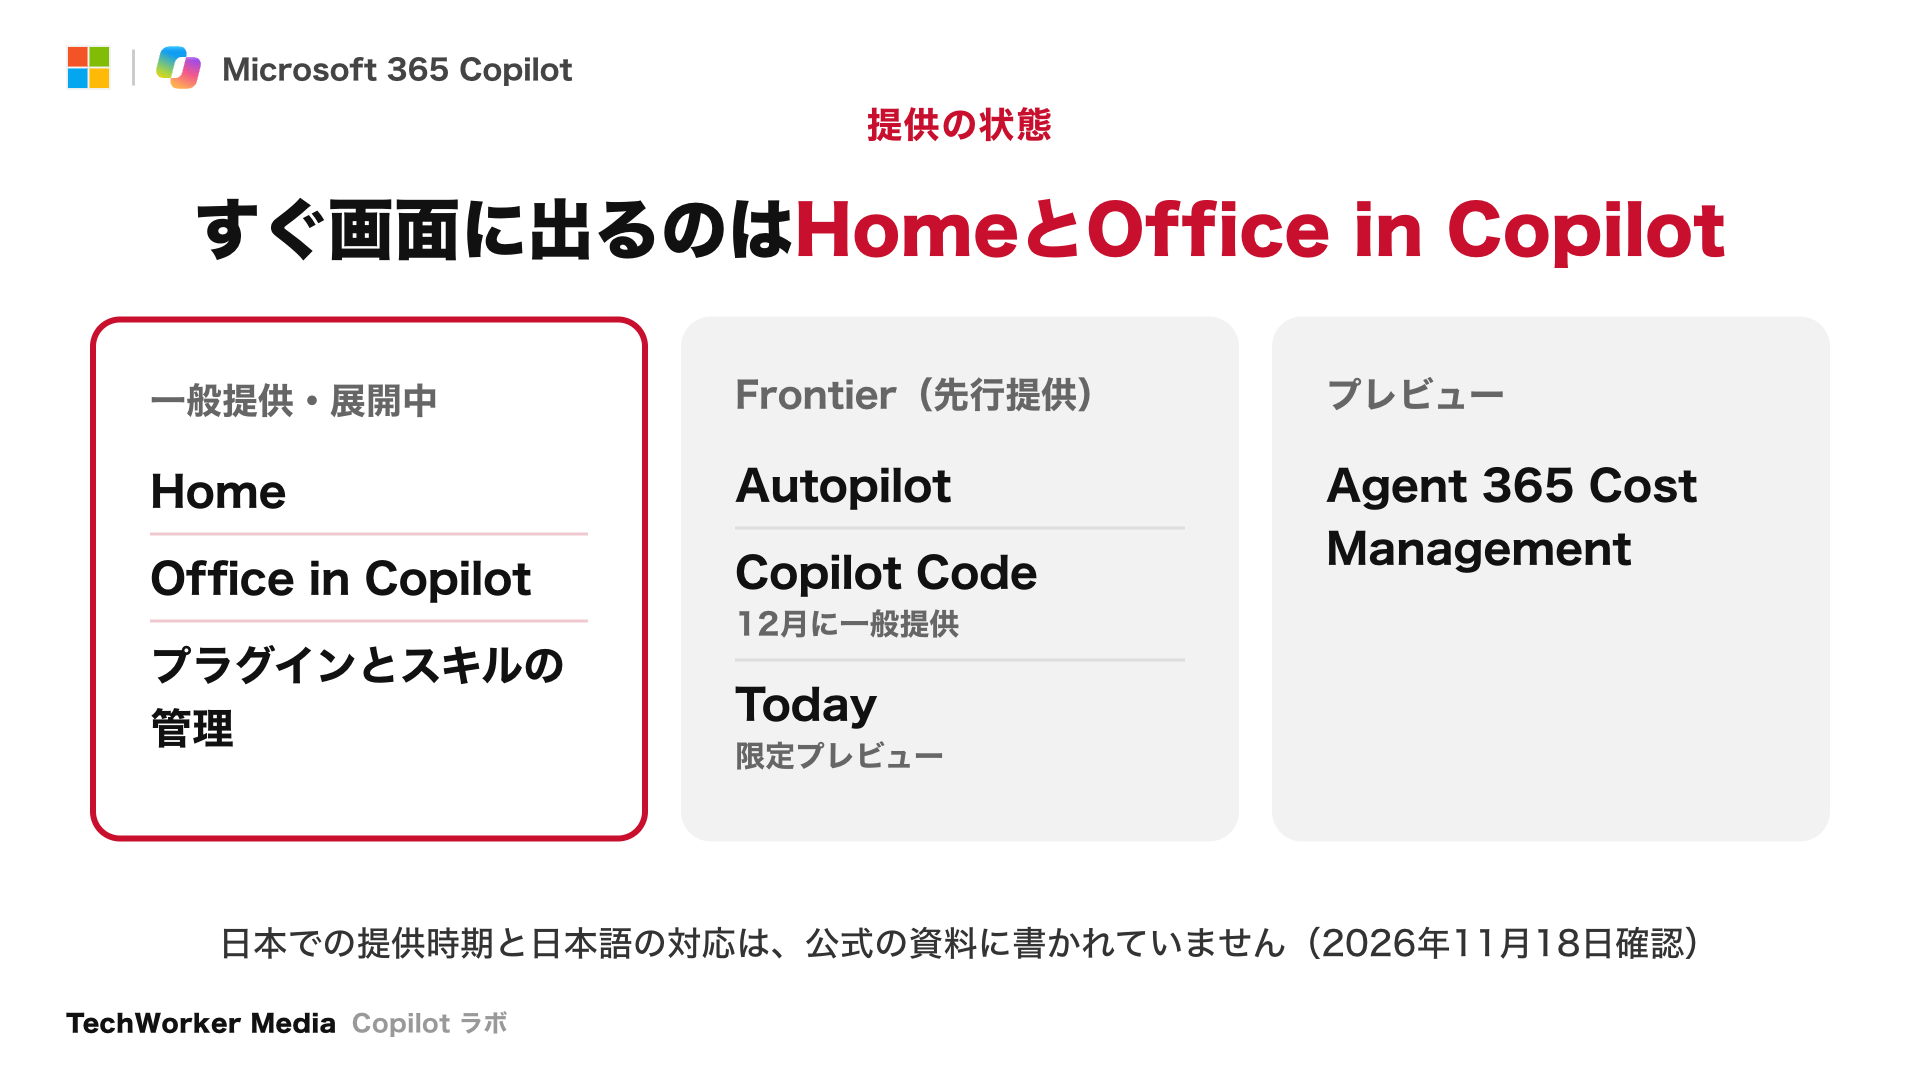 Microsoft 365 Copilot
提供の状態
すぐ画面に出るのはHomeとOffice in Copilot
一般提供・展開中
Home
Office in Copilot
プラグインとスキルの
管理
Frontier（先行提供）
Autopilot
Copilot Code
12月に一般提供
Today
限定プレビュー
プレビュー
Agent 365 Cost
Management
日本での提供時期と日本語の対応は、公式の資料に書かれていません（2026年11月18日確認）
TechWorker Media Copilot ラボ